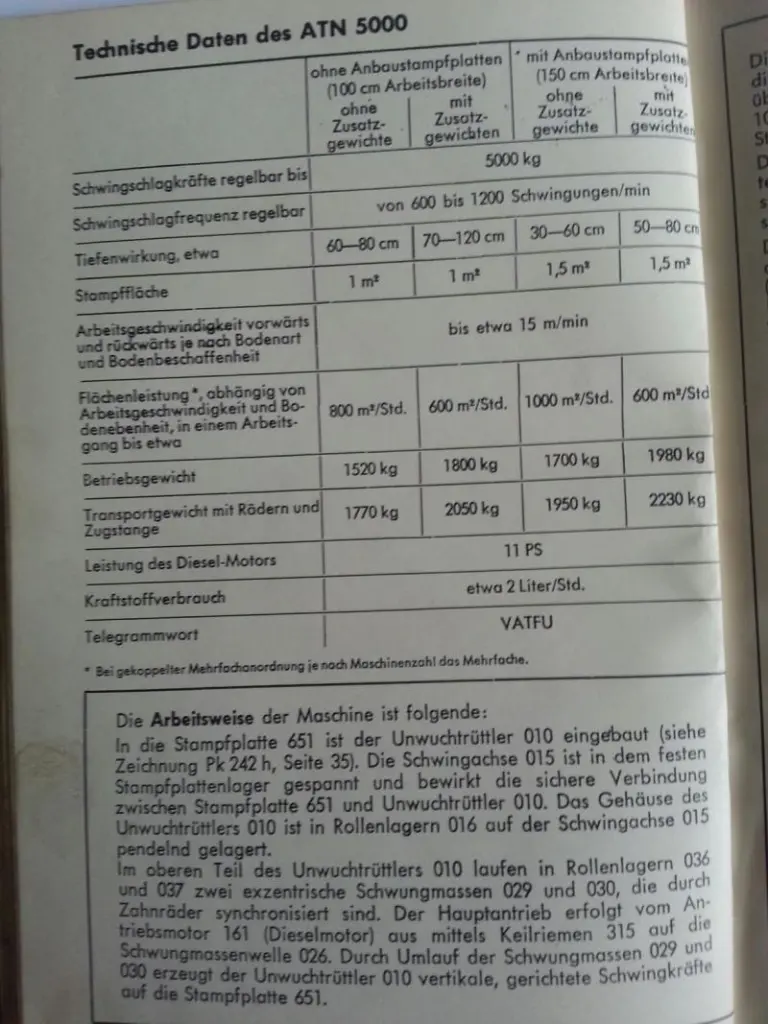 Technische Daten des ATN 5000
ohne Anbaustampfplatten
(100 cm Arbeitsbreite)
* mit Anbaustampfplatte
(150 cm Arbeitsbreite)
ohne
Zusatz-
gewichte
mit
Zusatz-
gewichten
ohne
Zusatz-
gewichte
mit
Zusatz-
gewichten
Schwingschlagkräfte regelbar bis 5000 kg
Schwingschlagfrequenz regelbar von 600 bis 1200 Schwingungen/min
Tiefenwirkung, etwa 60—80 cm 70—120 cm 30—60 cm 50—80 cm
Stampffläche 1 m² 1 m² 1,5 m² 1,5 m²
Arbeitsgeschwindigkeit vorwärts
und rückwärts je nach Bodenart
und Bodenbeschaffenheit
bis etwa 15 m/min
Flächenleistung*, abhängig von
Arbeitsgeschwindigkeit und Bo-
denebenheit, in einem Arbeits-
gang bis etwa
800 m²/Std. 600 m²/Std. 1000 m²/Std. 600 m²/Std
Betriebsgewicht 1520 kg 1800 kg 1700 kg 1980 kg
Transportgewicht mit Rädern und
Zugstange
1770 kg 2050 kg 1950 kg 2230 kg
Leistung des Diesel-Motors 11 PS
Kraftstoffverbrauch etwa 2 Liter/Std.
Telegrammwort VATFU
* Bei gekoppelter Mehrfachanordnung je nach Maschinenzahl das Mehrfache.
Die Arbeitsweise der Maschine ist folgende:
In die Stampfplatte 651 ist der Unwuchtrüttler 010 eingebaut (siehe
Zeichnung Pk 242 h, Seite 35). Die Schwingachse 015 ist in dem festen
Stampfplattenlager gespannt und bewirkt die sichere Verbindung
zwischen Stampfplatte 651 und Unwuchtrüttler 010. Das Gehäuse des
Unwuchtrüttlers 010 ist in Rollenlagern 016 auf der Schwingachse 015
pendelnd gelagert.
Im oberen Teil des Unwuchtrüttlers 010 laufen in Rollenlagern 036
und 037 zwei exzentrische Schwungmassen 029 und 030, die durch
Zahnräder synchronisiert sind. Der Hauptantrieb erfolgt vom An-
triebsmotor 161 (Dieselmotor) aus mittels Keilriemen 315 auf die
Schwungmassenwelle 026. Durch Umlauf der Schwungmassen 029 und
030 erzeugt der Unwuchtrüttler 010 vertikale, gerichtete Schwingkräfte
auf die Stampfplatte 651.